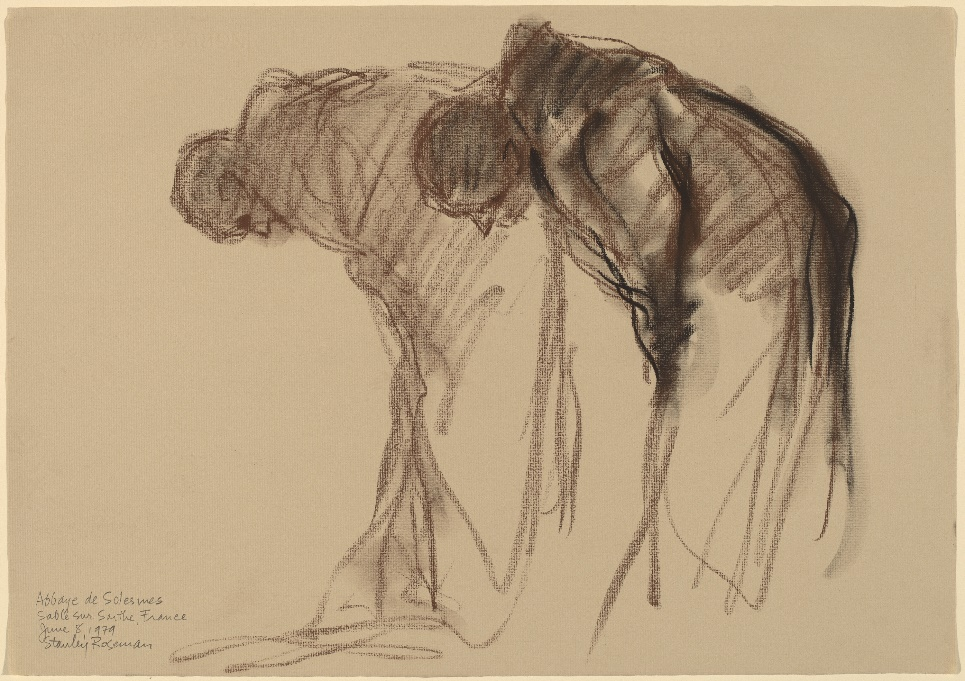 Abbaye de Solesmes
Sablé sur Sarthe, France
June 8 1979
Stanley Roseman